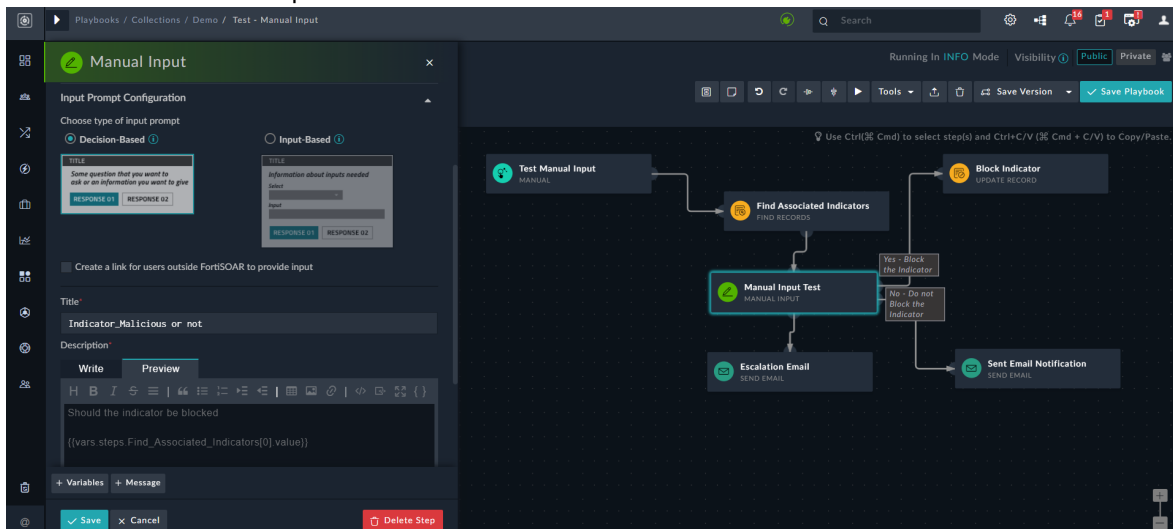 Playbooks / Collections / Demo / Test - Manual Input
Search
16
1
Manual Input
×
Running In INFO Mode
Visibility
Public
Private
Input Prompt Configuration
Tools
Save Version
Save Playbook
Choose type of input prompt
Decision-Based
Input-Based
Use Ctrl(⌘ Cmd) to select step(s) and Ctrl+C/V (⌘ Cmd + C/V) to Copy/Paste.
TITLE
Some question that you want to
ask or an information you want to give
RESPONSE 01
RESPONSE 02
TITLE
Information about inputs needed
Select
Input
RESPONSE 01
RESPONSE 02
Create a link for users outside FortiSOAR to provide input
Title*
Indicator_Malicious or not
Description*
Write
Preview
H B I S
Should the indicator be blocked
{{vars.steps.Find_Associated_Indicators[0].value}}
+ Variables
+ Message
Save
× Cancel
Delete Step
Test Manual Input
MANUAL
Find Associated Indicators
FIND RECORDS
Block Indicator
UPDATE RECORD
Yes - Block
the Indicator
Manual Input Test
MANUAL INPUT
No - Do not
Block the
Indicator
Escalation Email
SEND EMAIL
Sent Email Notification
SEND EMAIL